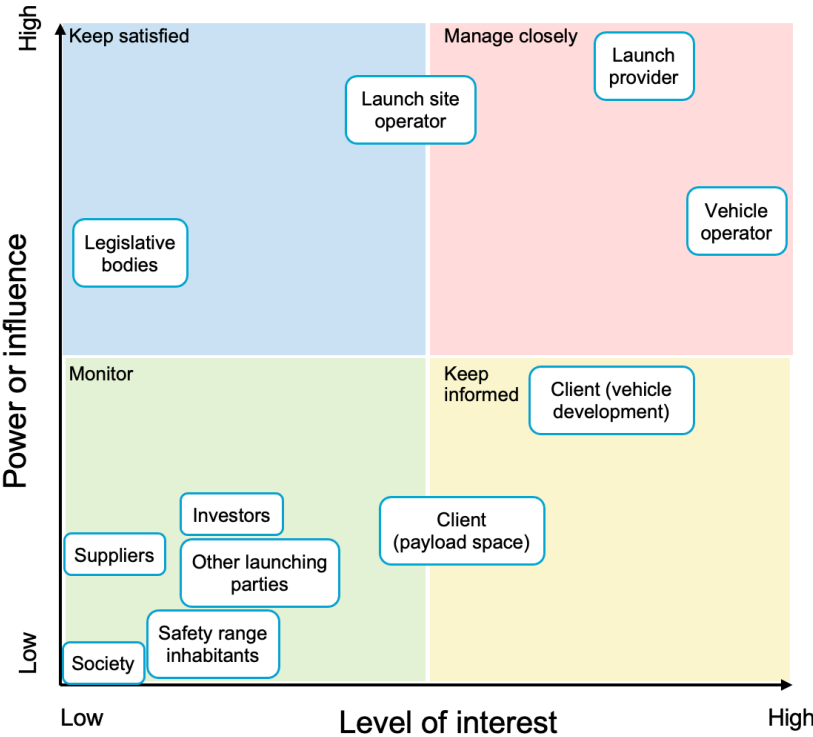 High
Keep satisfied
Manage closely
Launch
provider
Launch site
operator
Vehicle
operator
Legislative
bodies
Power or influence
Monitor
Keep
informed
Client (vehicle
development)
Investors
Client
(payload space)
Suppliers
Other launching
parties
Safety range
inhabitants
Society
Low
Low
Level of interest
High